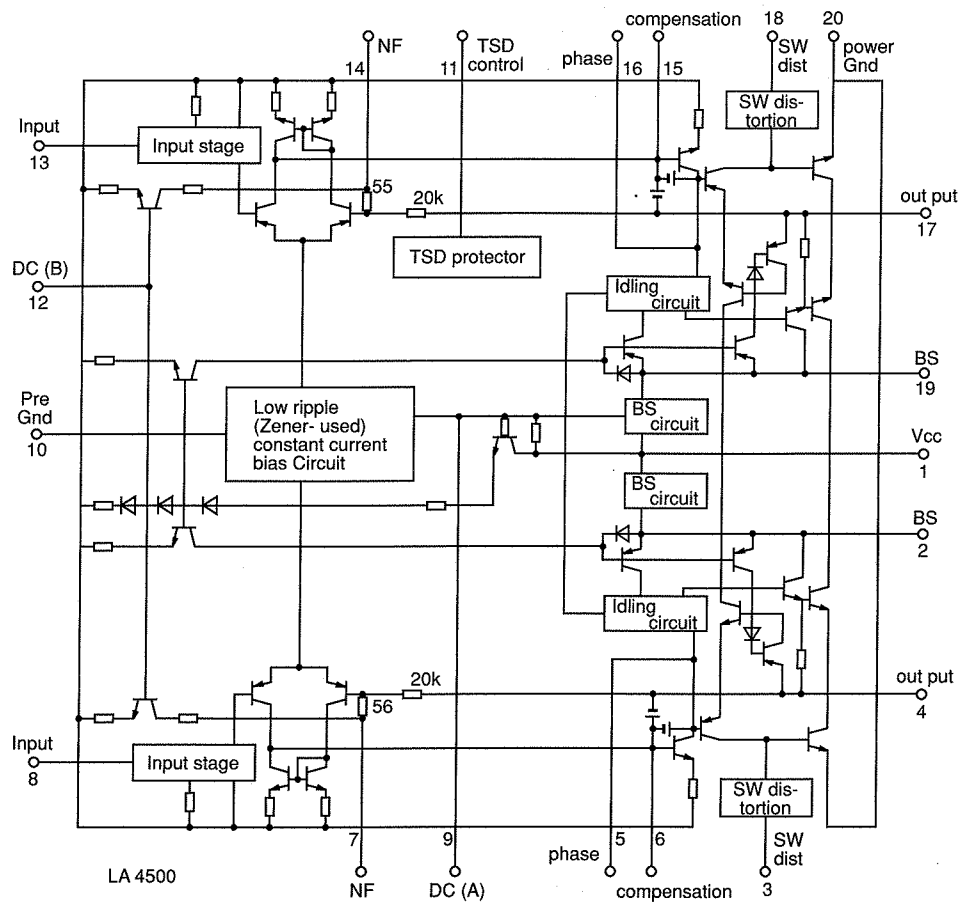 compensation
18
20
NF
TSD
control
phase
SW
dist
power
Gnd
14
11
16
15
SW dis-
tortion
Input
13
Input stage
55
20k
out put
17
TSD protector
DC (B)
12
Idling
circuit
BS
19
Pre
Gnd
10
Low ripple
(Zener- used)
constant current
bias Circuit
BS
circuit
Vcc
1
BS
circuit
BS
2
Idling
circuit
20k
56
out put
4
Input
8
Input stage
SW dis-
tortion
7
9
5
6
phase
SW
dist
3
LA 4500
NF
DC (A)
compensation